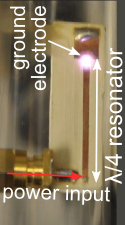 ground
electrode
λ/4 resonator
power input